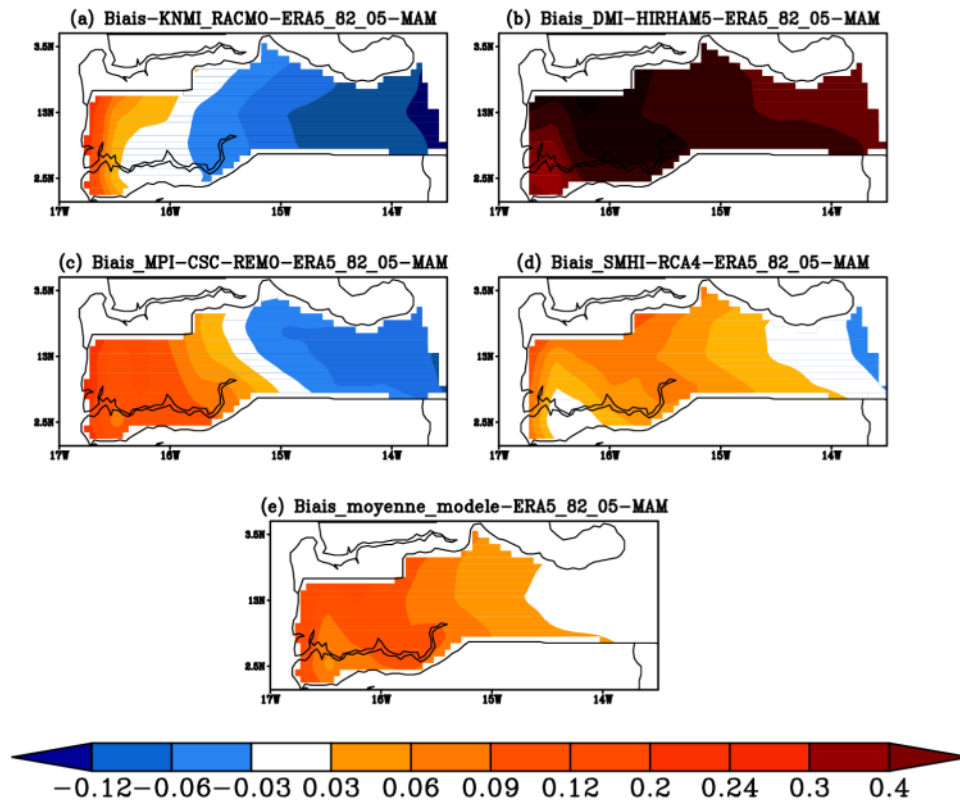 (a) Biais-KNMI_RACMO-ERA5_82_05-MAM
(b) Biais_DMI-HIRHAM5-ERA5_82_05-MAM
3.5N
13N
2.5N
17W 16W 15W 14W
3.5N
13N
2.5N
17W 16W 15W 14W
(c) Biais_MPI-CSC-REMO-ERA5_82_05-MAM
(d) Biais_SMHI-RCA4-ERA5_82_05-MAM
3.5N
13N
2.5N
17W 16W 15W 14W
3.5N
13N
2.5N
17W 16W 15W 14W
(e) Biais_moyenne_modele-ERA5_82_05-MAM
3.5N
13N
2.5N
17W 16W 15W 14W
-0.12 -0.06 -0.03 0.03 0.06 0.09 0.12 0.2 0.24 0.3 0.4